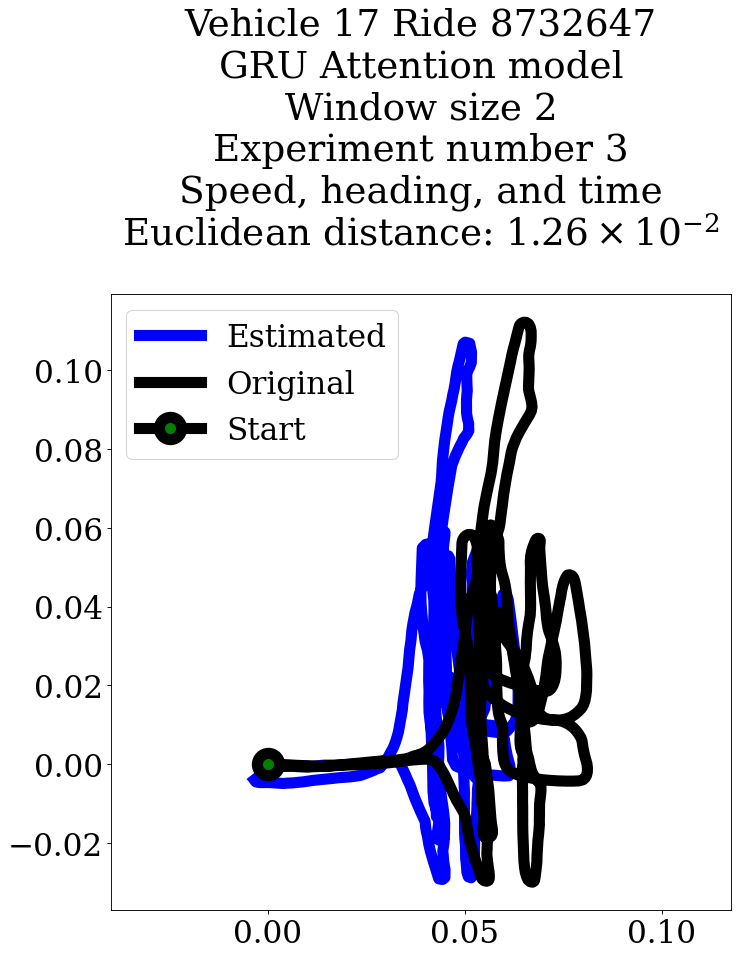 Vehicle 17 Ride 8732647
GRU Attention model
Window size 2
Experiment number 3
Speed, heading, and time
Euclidean distance: 1.26 × 10⁻²
Estimated
Original
Start
0.10
0.08
0.06
0.04
0.02
0.00
−0.02
0.00 0.05 0.10